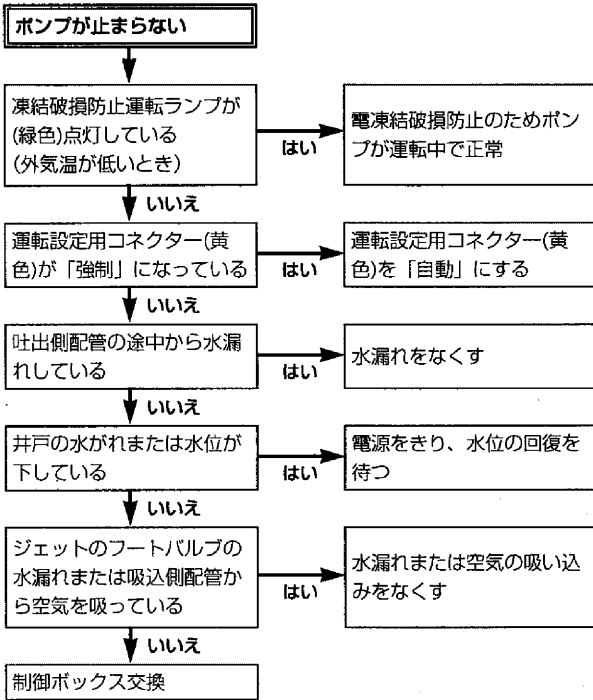 ポンプが止まらない
凍結破損防止運転ランプが
(緑色)点灯している
(外気温が低いとき)
はい
電凍結破損防止のためポン
プが運転中で正常
いいえ
運転設定用コネクター(黄
色)が「強制」になっている
はい
運転設定用コネクター(黄
色)を「自動」にする
いいえ
吐出側配管の途中から水漏
れしている
はい
水漏れをなくす
いいえ
井戸の水がれまたは水位が
下している
はい
電源をきり、水位の回復を
待つ
いいえ
ジェットのフートバルブの
水漏れまたは吸込側配管か
ら空気を吸っている
はい
水漏れまたは空気の吸い込
みをなくす
いいえ
制御ボックス交換